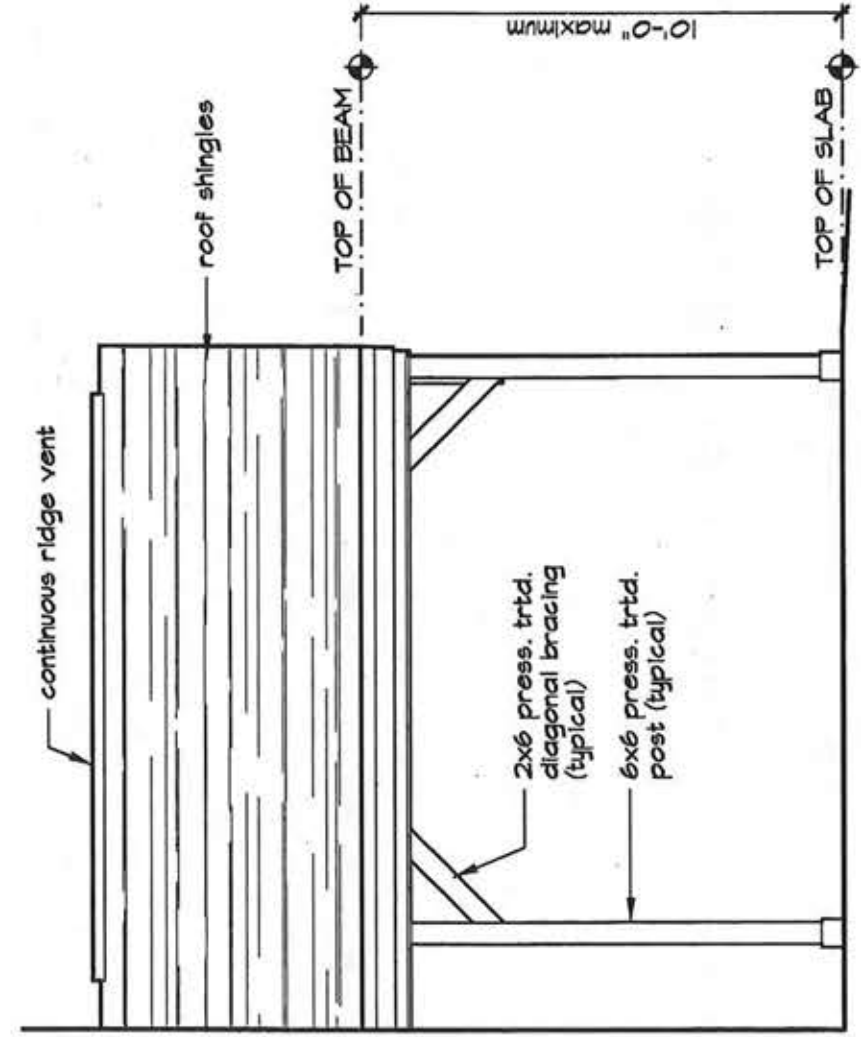 continuous ridge vent
roof shingles
TOP OF BEAM
10'-0" maximum
2x6 press. trtd.
diagonal bracing
(typical)
6x6 press. trtd.
post (typical)
TOP OF SLAB